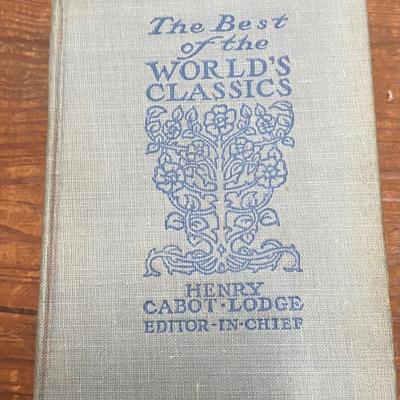 The Best
of the
WORLD'S
CLASSICS
HENRY
CABOT·LODGE
EDITOR-IN-CHIEF